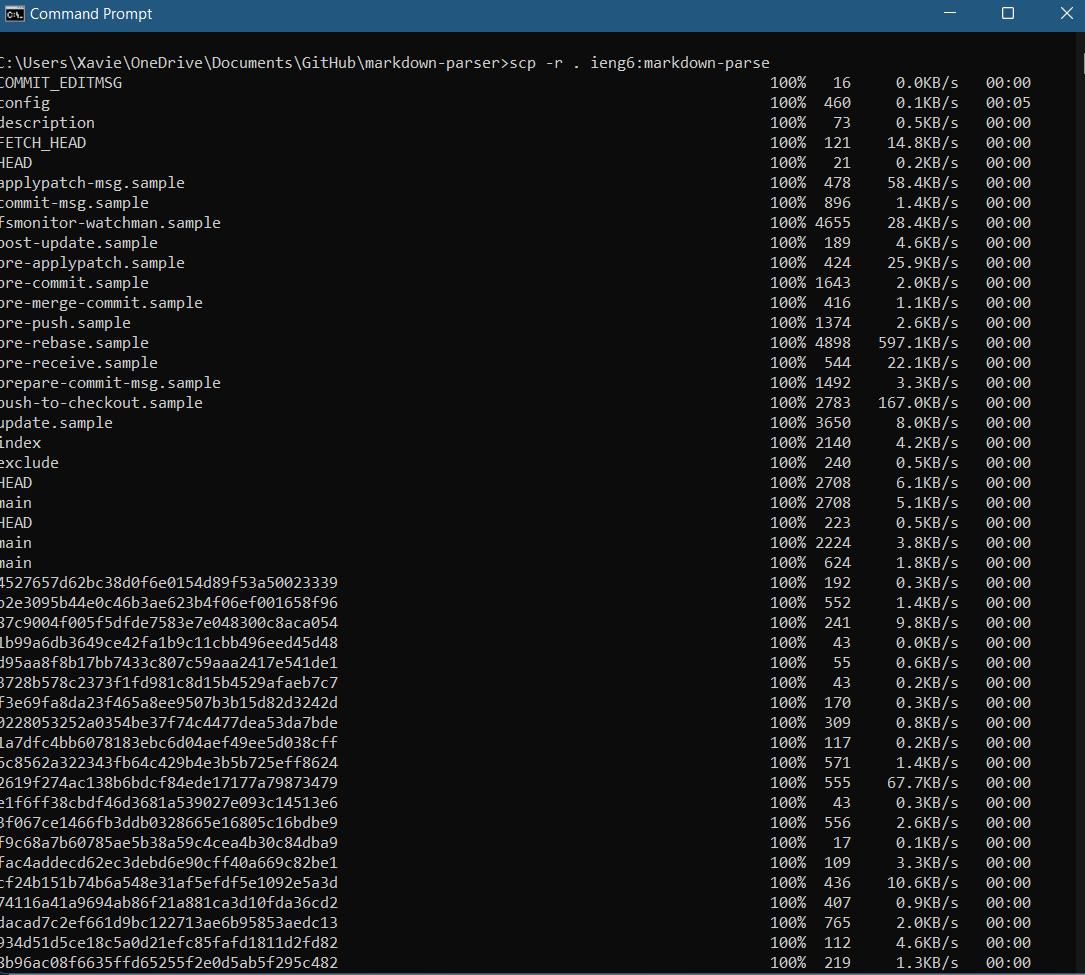 Command Prompt
C:\Users\Xavie\OneDrive\Documents\GitHub\markdown-parser>scp -r . ieng6:markdown-parse
COMMIT_EDITMSG 100% 16 0.0KB/s 00:00
config 100% 460 0.1KB/s 00:05
description 100% 73 0.5KB/s 00:00
FETCH_HEAD 100% 121 14.8KB/s 00:00
HEAD 100% 21 0.2KB/s 00:00
applypatch-msg.sample 100% 478 58.4KB/s 00:00
commit-msg.sample 100% 896 1.4KB/s 00:00
fsmonitor-watchman.sample 100% 4655 28.4KB/s 00:00
post-update.sample 100% 189 4.6KB/s 00:00
pre-applypatch.sample 100% 424 25.9KB/s 00:00
pre-commit.sample 100% 1643 2.0KB/s 00:00
pre-merge-commit.sample 100% 416 1.1KB/s 00:00
pre-push.sample 100% 1374 2.6KB/s 00:00
pre-rebase.sample 100% 4898 597.1KB/s 00:00
pre-receive.sample 100% 544 22.1KB/s 00:00
prepare-commit-msg.sample 100% 1492 3.3KB/s 00:00
push-to-checkout.sample 100% 2783 167.0KB/s 00:00
update.sample 100% 3650 8.0KB/s 00:00
index 100% 2140 4.2KB/s 00:00
exclude 100% 240 0.5KB/s 00:00
HEAD 100% 2708 6.1KB/s 00:00
main 100% 2708 5.1KB/s 00:00
HEAD 100% 223 0.5KB/s 00:00
main 100% 2224 3.8KB/s 00:00
main 100% 624 1.8KB/s 00:00
4527657d62bc38d0f6e0154d89f53a50023339 100% 192 0.3KB/s 00:00
b2e3095b44e0c46b3ae623b4f06ef001658f96 100% 552 1.4KB/s 00:00
87c9004f005f5dfde7583e7e048300c8aca054 100% 241 9.8KB/s 00:00
1b99a6db3649ce42fa1b9c11cbb496eed45d48 100% 43 0.0KB/s 00:00
d95aa8f8b17bb7433c807c59aaa2417e541de1 100% 55 0.6KB/s 00:00
3728b578c2373f1fd981c8d15b4529afaeb7c7 100% 43 0.2KB/s 00:00
f3e69fa8da23f465a8ee9507b3b15d82d3242d 100% 170 0.3KB/s 00:00
0228053252a0354be37f74c4477dea53da7bde 100% 309 0.8KB/s 00:00
1a7dfc4bb6078183ebc6d04aef49ee5d038cff 100% 117 0.2KB/s 00:00
6c8562a322343fb64c429b4e3b5b725eff8624 100% 571 1.4KB/s 00:00
2619f274ac138b6bdcf84ede17177a79873479 100% 555 67.7KB/s 00:00
e1f6ff38cbdf46d3681a539027e093c14513e6 100% 43 0.3KB/s 00:00
3f067ce1466fb3ddb0328665e16805c16bdbe9 100% 556 2.6KB/s 00:00
f9c68a7b60785ae5b38a59c4cea4b30c84dba9 100% 17 0.1KB/s 00:00
fac4addecd62ec3debd6e90cff40a669c82be1 100% 109 3.3KB/s 00:00
cf24b151b74b6a548e31af5efdf5e1092e5a3d 100% 436 10.6KB/s 00:00
74116a41a9694ab86f21a881ca3d10fda36cd2 100% 407 0.9KB/s 00:00
dacad7c2ef661d9bc122713ae6b95853aedc13 100% 765 2.0KB/s 00:00
934d51d5ce18c5a0d21efc85fafd1811d2fd82 100% 112 4.6KB/s 00:00
8b96ac08f6635ffd65255f2e0d5ab5f295c482 100% 219 1.3KB/s 00:00